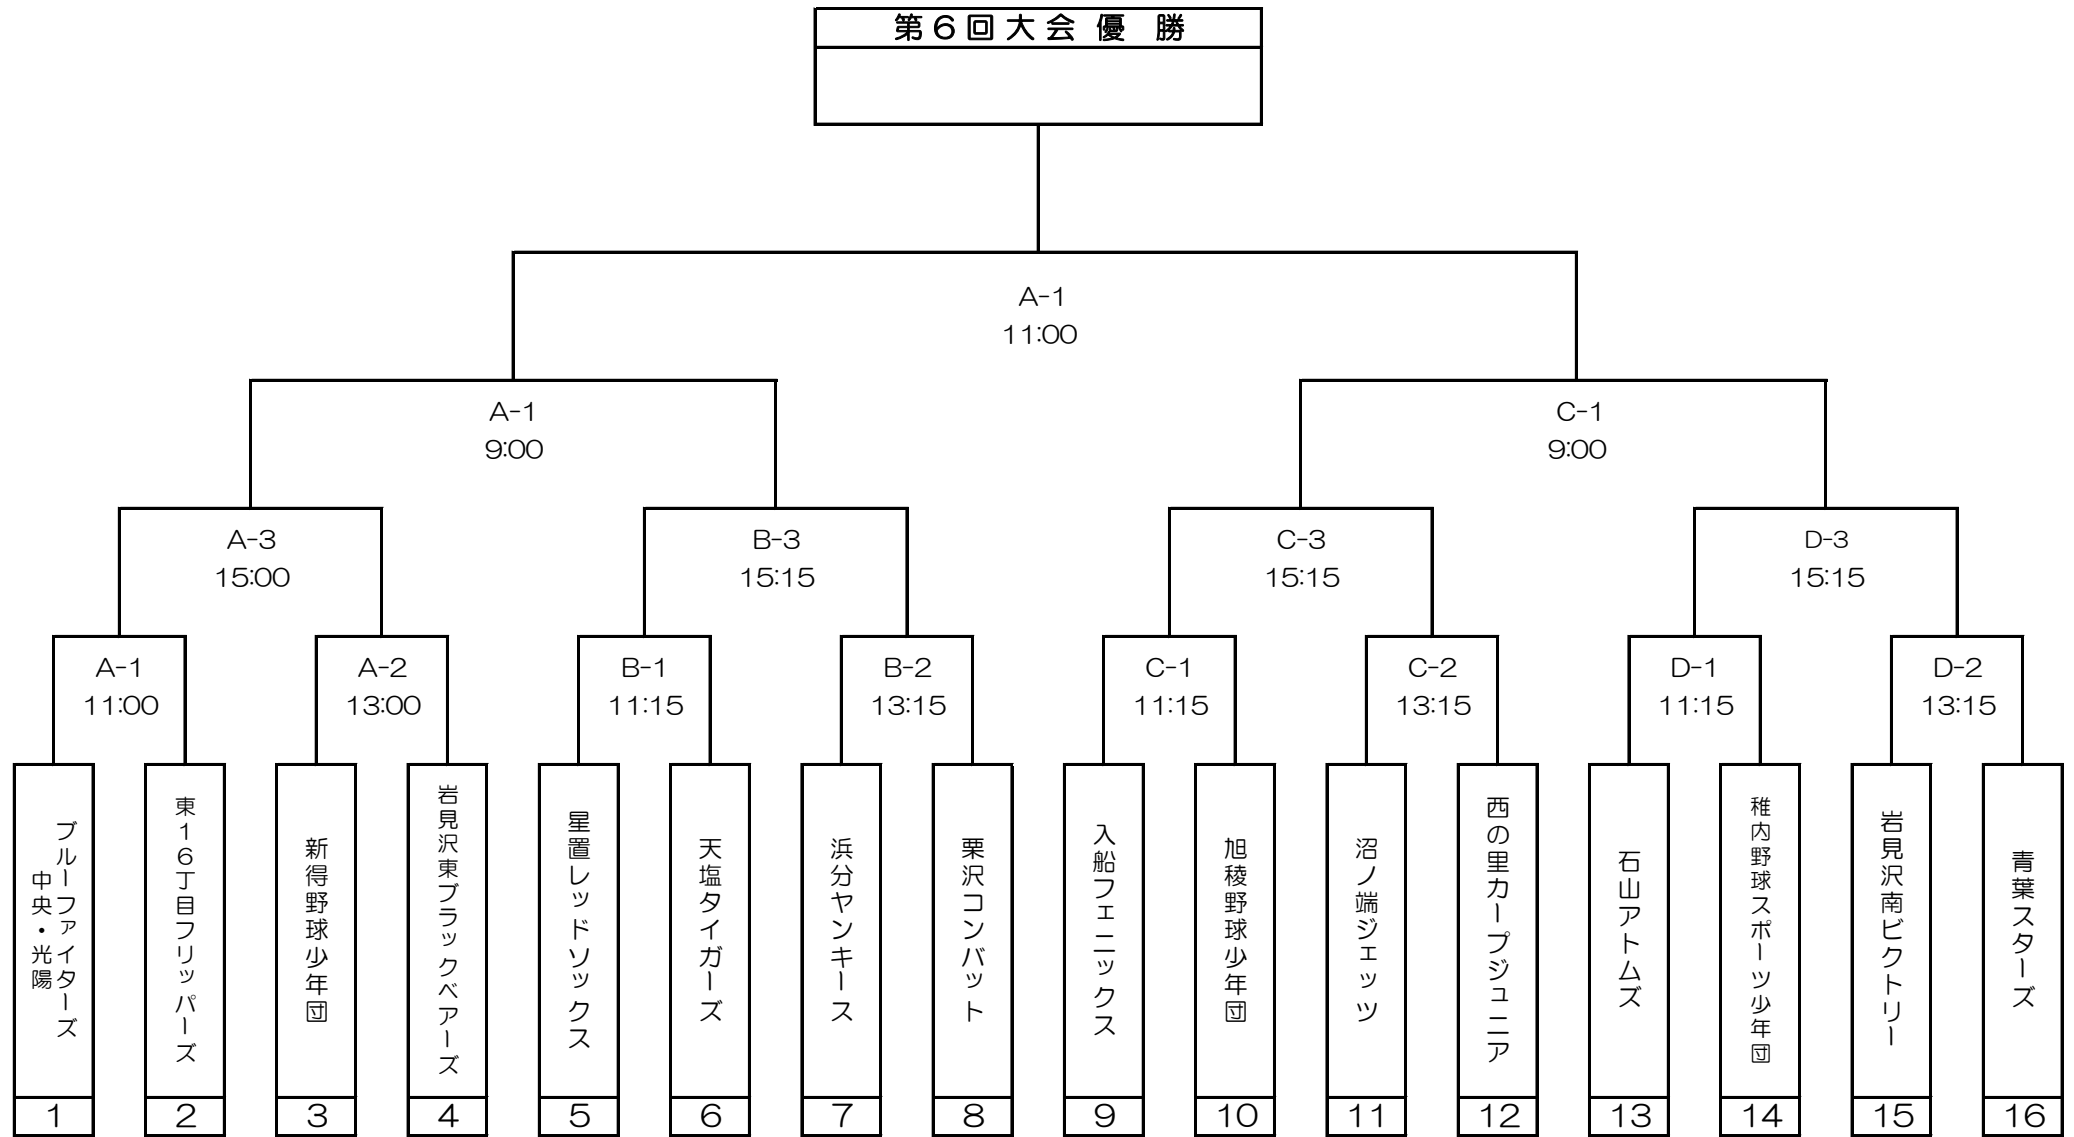 第６回大会 優　勝
A-1
11:00
A-1
9:00
C-1
9:00
A-3
15:00
B-3
15:15
C-3
15:15
D-3
15:15
A-1
11:00
A-2
13:00
B-1
11:15
B-2
13:15
C-1
11:15
C-2
13:15
D-1
11:15
D-2
13:15
ブルーファイターズ
中央・光陽
東１６丁目フリッパーズ
新得野球少年団
岩見沢東ブラックベアーズ
星置レッドソックス
天塩タイガーズ
浜分ヤンキース
栗沢コンバット
入船フェニックス
旭稜野球少年団
沼ノ端ジェッツ
西の里カープジュニア
石山アトムズ
稚内野球スポーツ少年団
岩見沢南ビクトリー
青葉スターズ
1
2
3
4
5
6
7
8
9
10
11
12
13
14
15
16